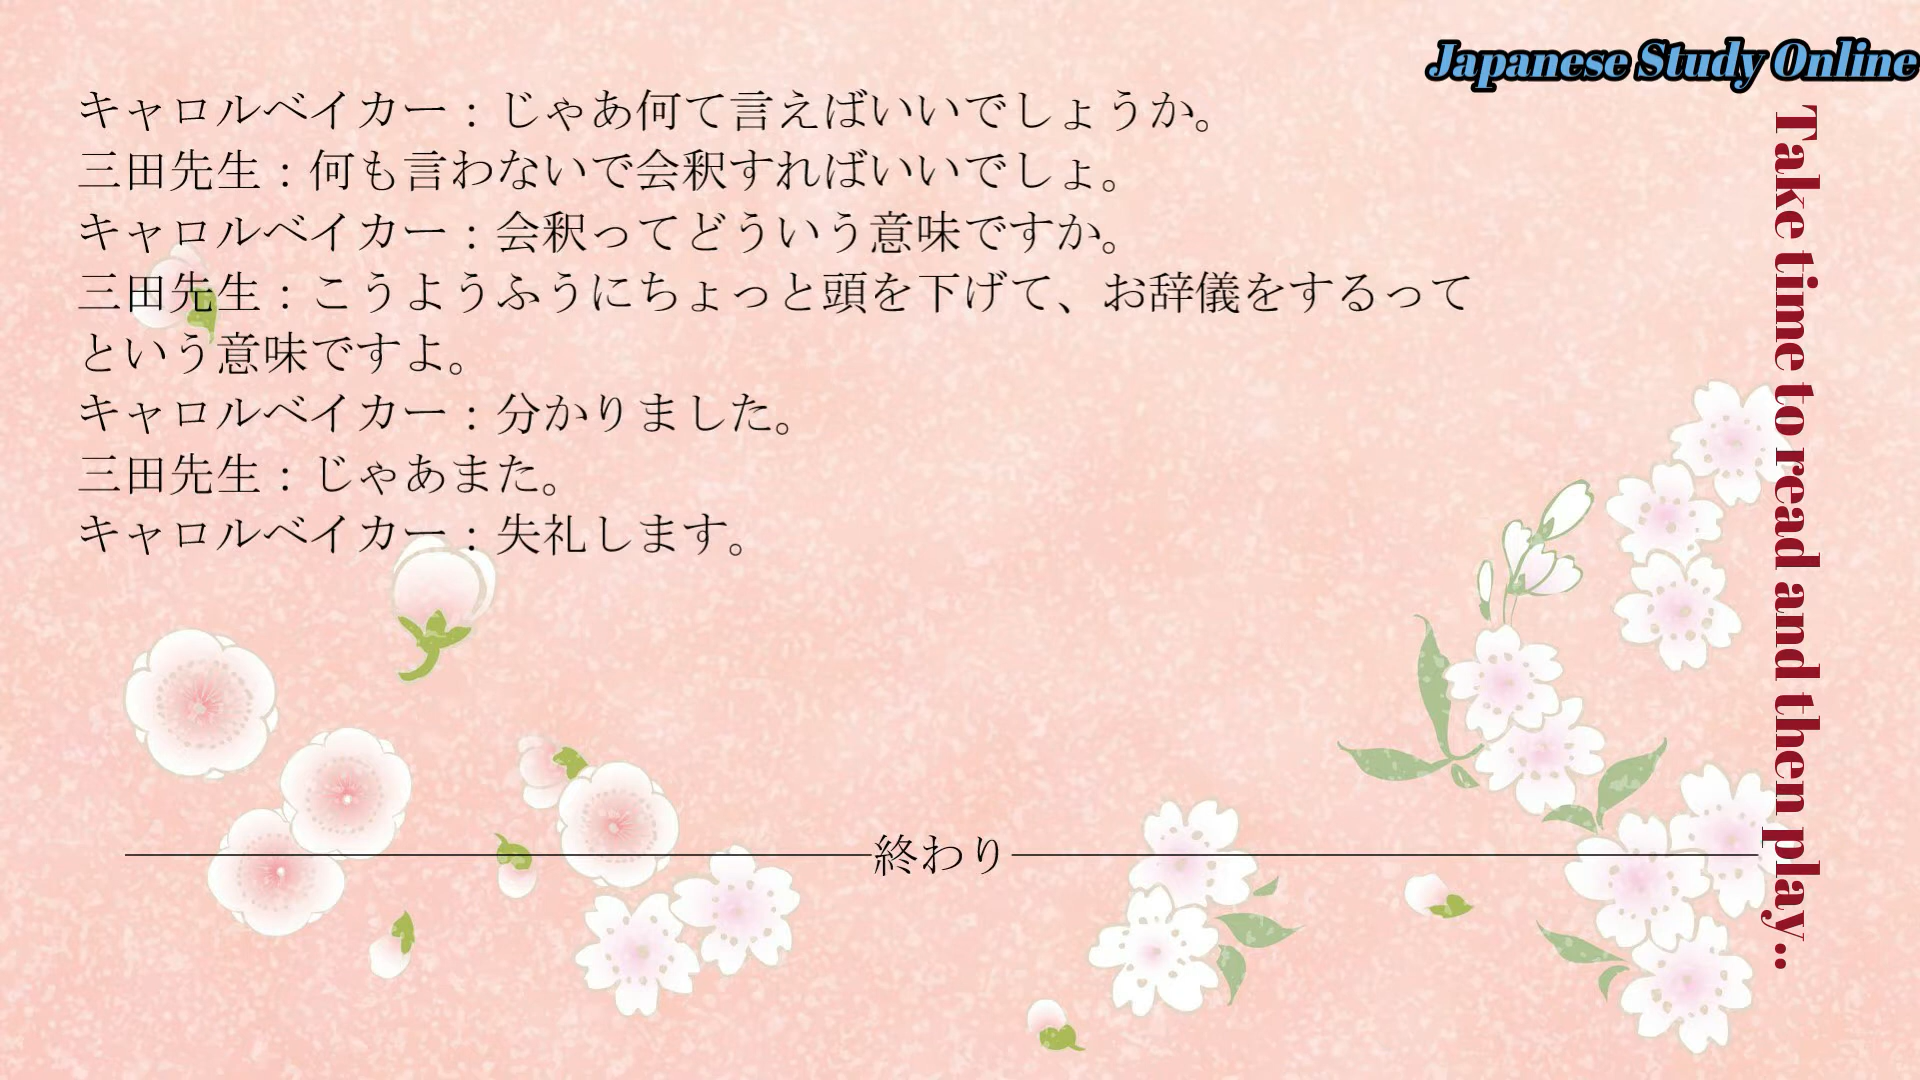 Japanese Study Online
キャロルベイカー：じゃあ何て言えばいいでしょうか。
三田先生：何も言わないで会釈すればいいでしょ。
キャロルベイカー：会釈ってどういう意味ですか。
三田先生：こうようふうにちょっと頭を下げて、お辞儀をするって
という意味ですよ。
キャロルベイカー：分かりました。
三田先生：じゃあまた。
キャロルベイカー：失礼します。
終わり
Take time to read and then play..